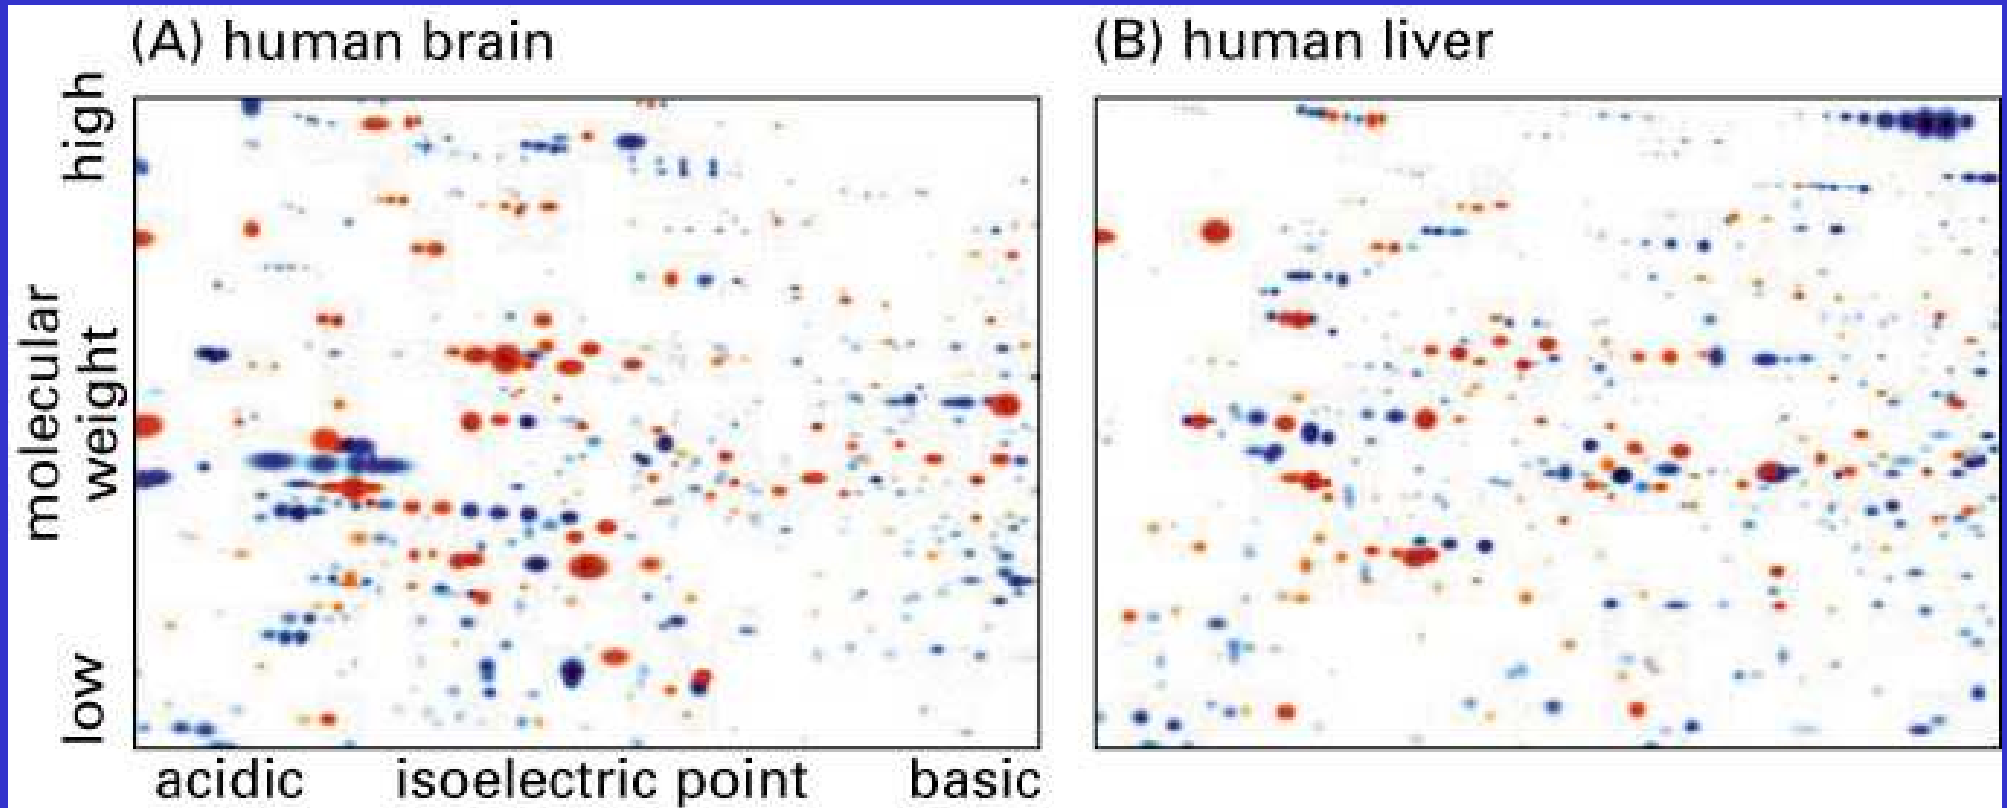 (A) human brain
(B) human liver
high
molecular
weight
low
acidic
isoelectric point
basic